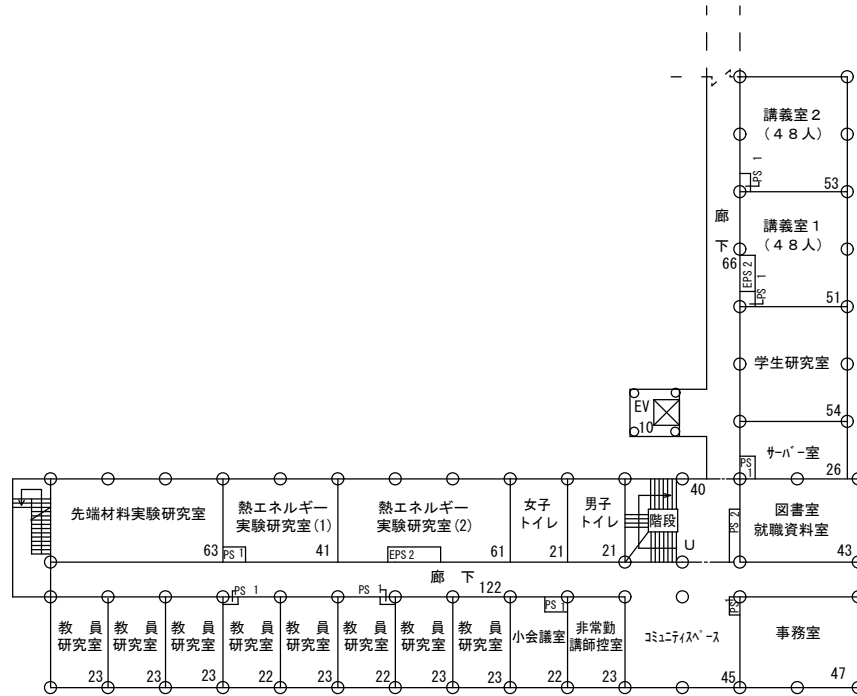 講義室２
（４８人）
PS 1
53
廊
下
講義室１
（４８人）
66
EPS 2
PS 1
51
学生研究室
EV
10
54
サーバー室
PS 1
26
先端材料実験研究室
63
熱エネルギー
実験研究室(1)
PS 1
41
熱エネルギー
実験研究室(2)
EPS 2
61
女子
トイレ
21
男子
トイレ
21
階段
40
U
PS 2
図書室
就職資料室
43
廊 下
122
PS 1
PS 1
教 員
研究室
23
教 員
研究室
23
教 員
研究室
23
教 員
研究室
22
教 員
研究室
23
教 員
研究室
22
教 員
研究室
23
教 員
研究室
23
PS 1
小会議室
22
非常勤
講師控室
23
コミュニティスペース
45
PS 1
事務室
47